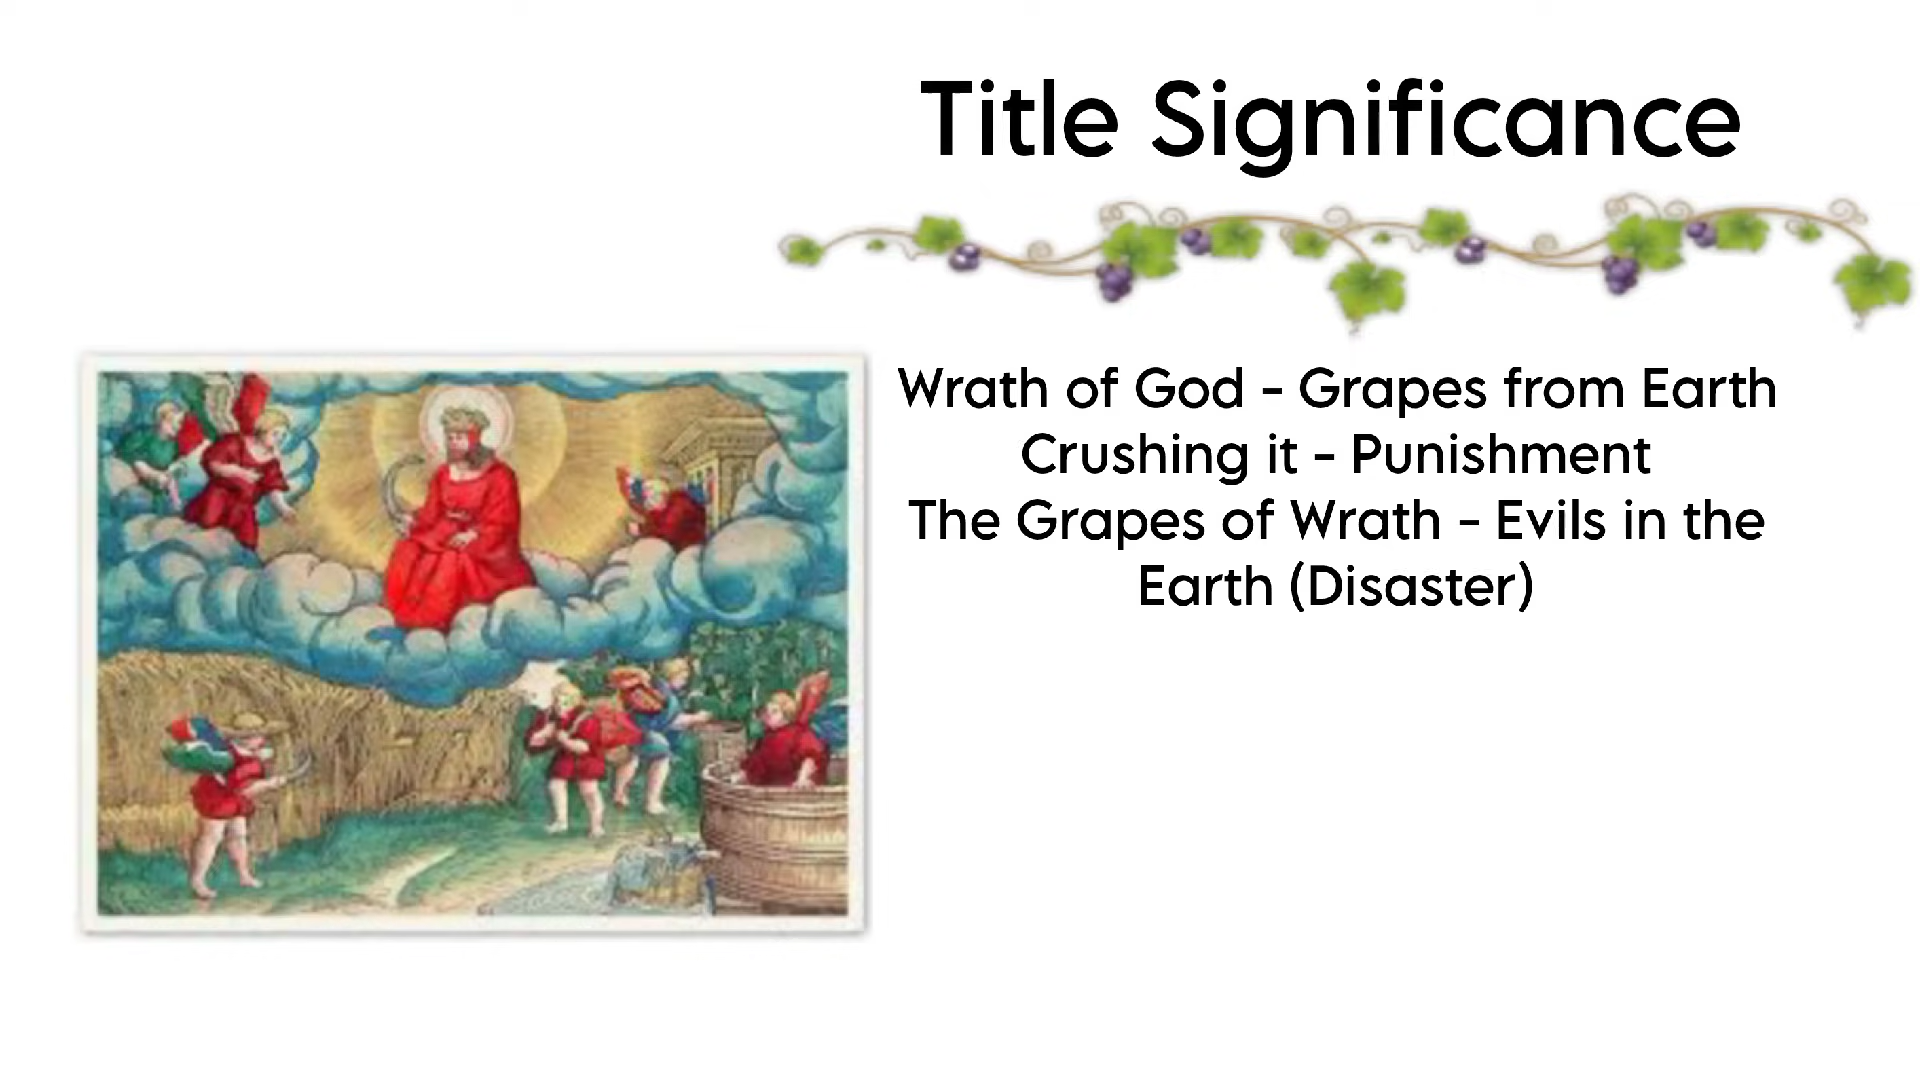 Title Significance
Wrath of God - Grapes from Earth
Crushing it - Punishment
The Grapes of Wrath - Evils in the
Earth (Disaster)